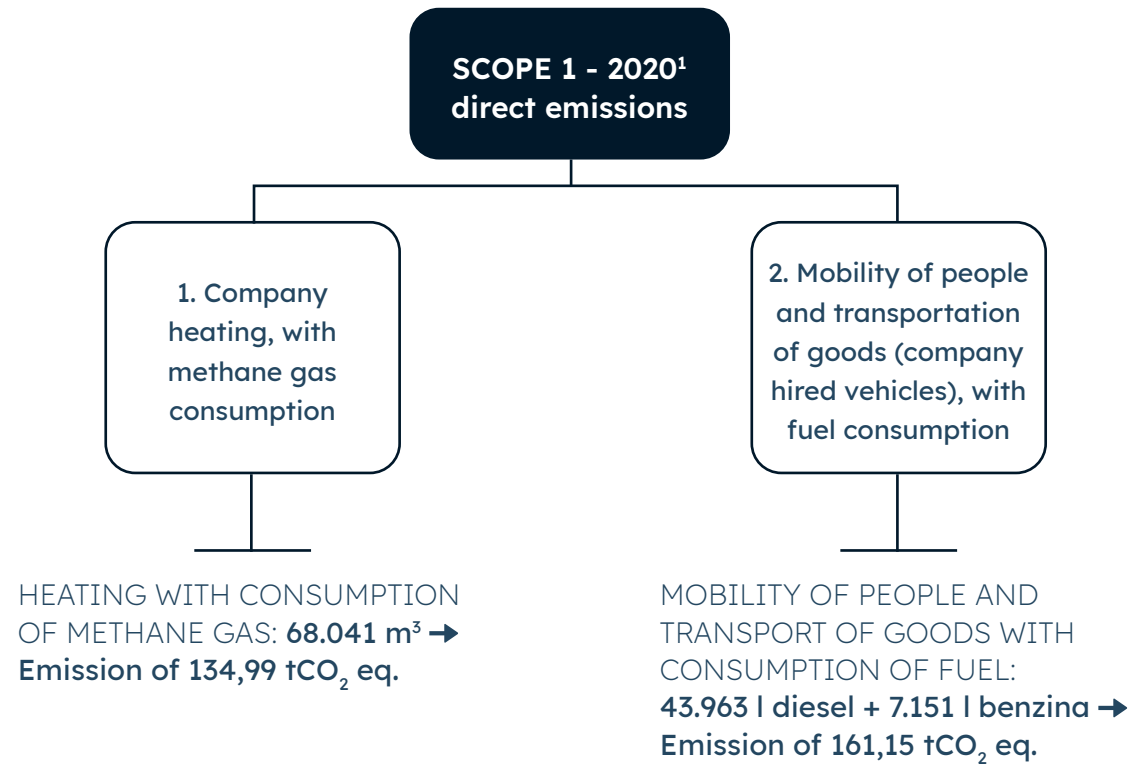 SCOPE 1 - 2020¹
direct emissions
1. Company
heating, with
methane gas
consumption
2. Mobility of people
and transportation
of goods (company
hired vehicles), with
fuel consumption
HEATING WITH CONSUMPTION
OF METHANE GAS: 68.041 m³ →
Emission of 134,99 tCO₂ eq.
MOBILITY OF PEOPLE AND
TRANSPORT OF GOODS WITH
CONSUMPTION OF FUEL:
43.963 l diesel + 7.151 l benzina →
Emission of 161,15 tCO₂ eq.